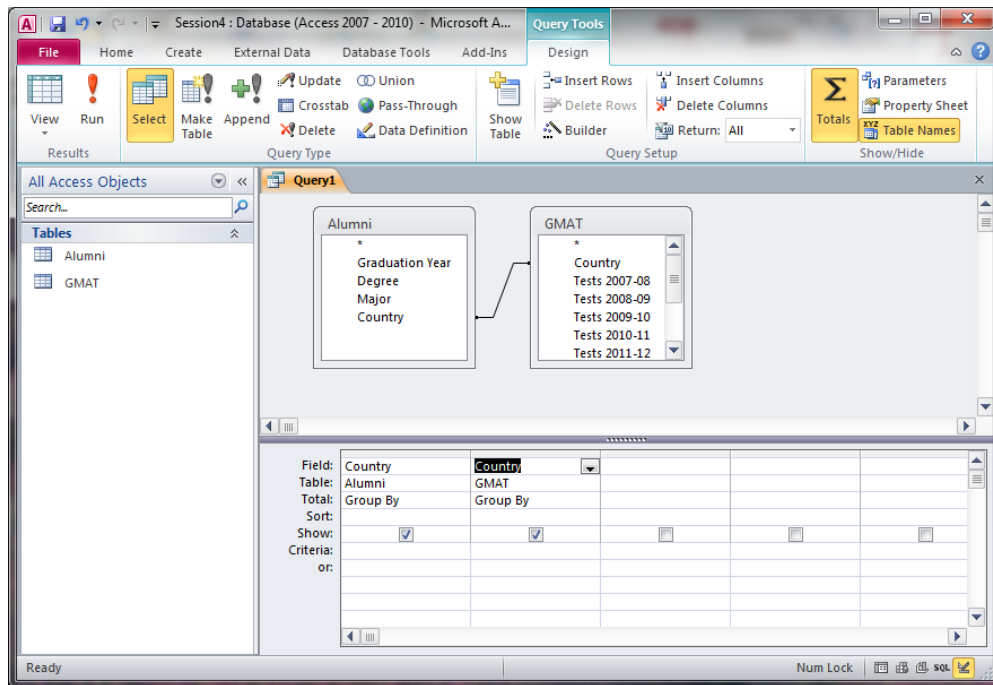 Session4 : Database (Access 2007 - 2010) - Microsoft A...
Query Tools
File Home Create External Data Database Tools Add-Ins Design
View
Run
Select
Make Table
Append
Update
Crosstab
Delete
Union
Pass-Through
Data Definition
Show Table
Insert Rows
Delete Rows
Builder
Insert Columns
Delete Columns
Return: All
Totals
Parameters
Property Sheet
XYZ Table Names
Results
Query Type
Query Setup
Show/Hide
All Access Objects
Search...
Tables
Alumni
GMAT
Query1
Alumni
*
Graduation Year
Degree
Major
Country
GMAT
*
Country
Tests 2007-08
Tests 2008-09
Tests 2009-10
Tests 2010-11
Tests 2011-12
Field: Country Country
Table: Alumni GMAT
Total: Group By Group By
Sort:
Show:
Criteria:
or:
Ready
Num Lock
SQL